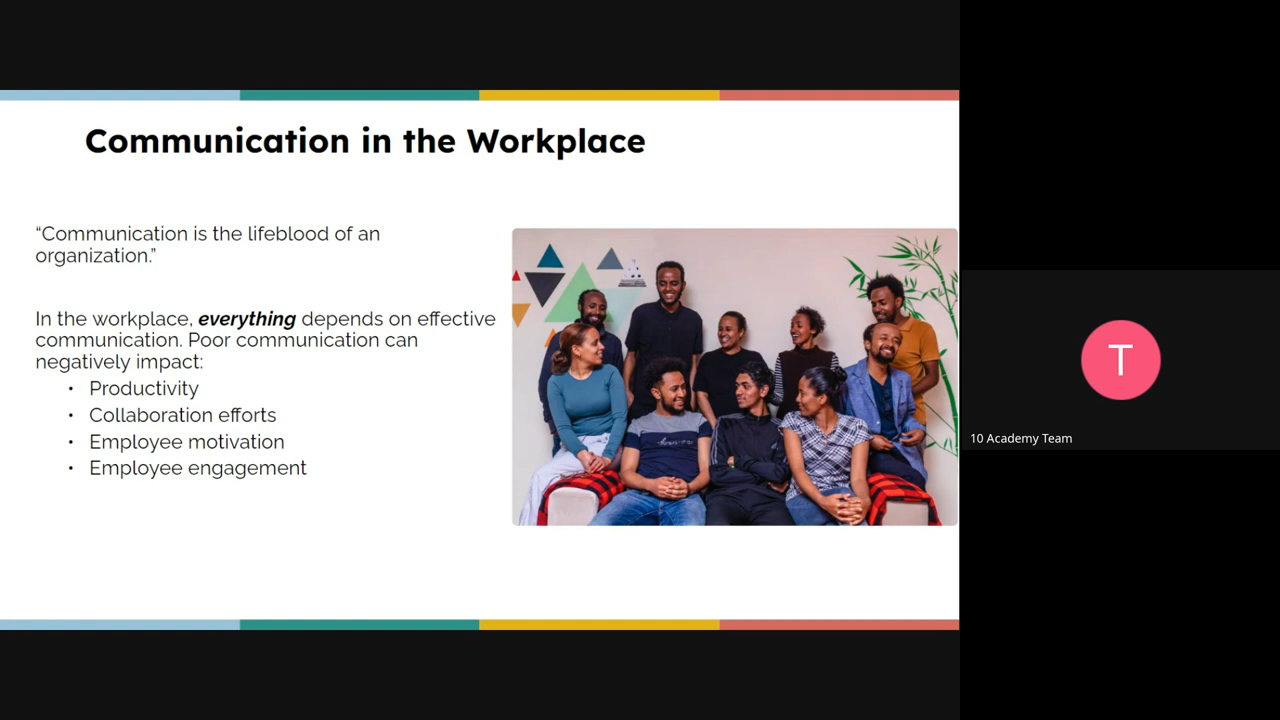 Communication in the Workplace
“Communication is the lifeblood of an
organization.”
In the workplace, everything depends on effective
communication. Poor communication can
negatively impact:
• Productivity
• Collaboration efforts
• Employee motivation
• Employee engagement
T
10 Academy Team